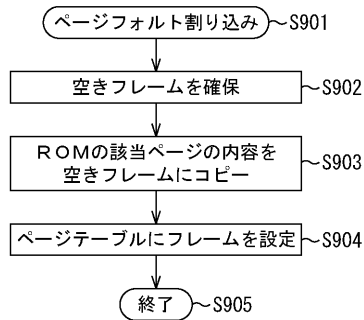 ページフォルト割り込み ~S901
空きフレームを確保 ~S902
ROMの該当ページの内容を
空きフレームにコピー ~S903
ページテーブルにフレームを設定 ~S904
終了 ~S905